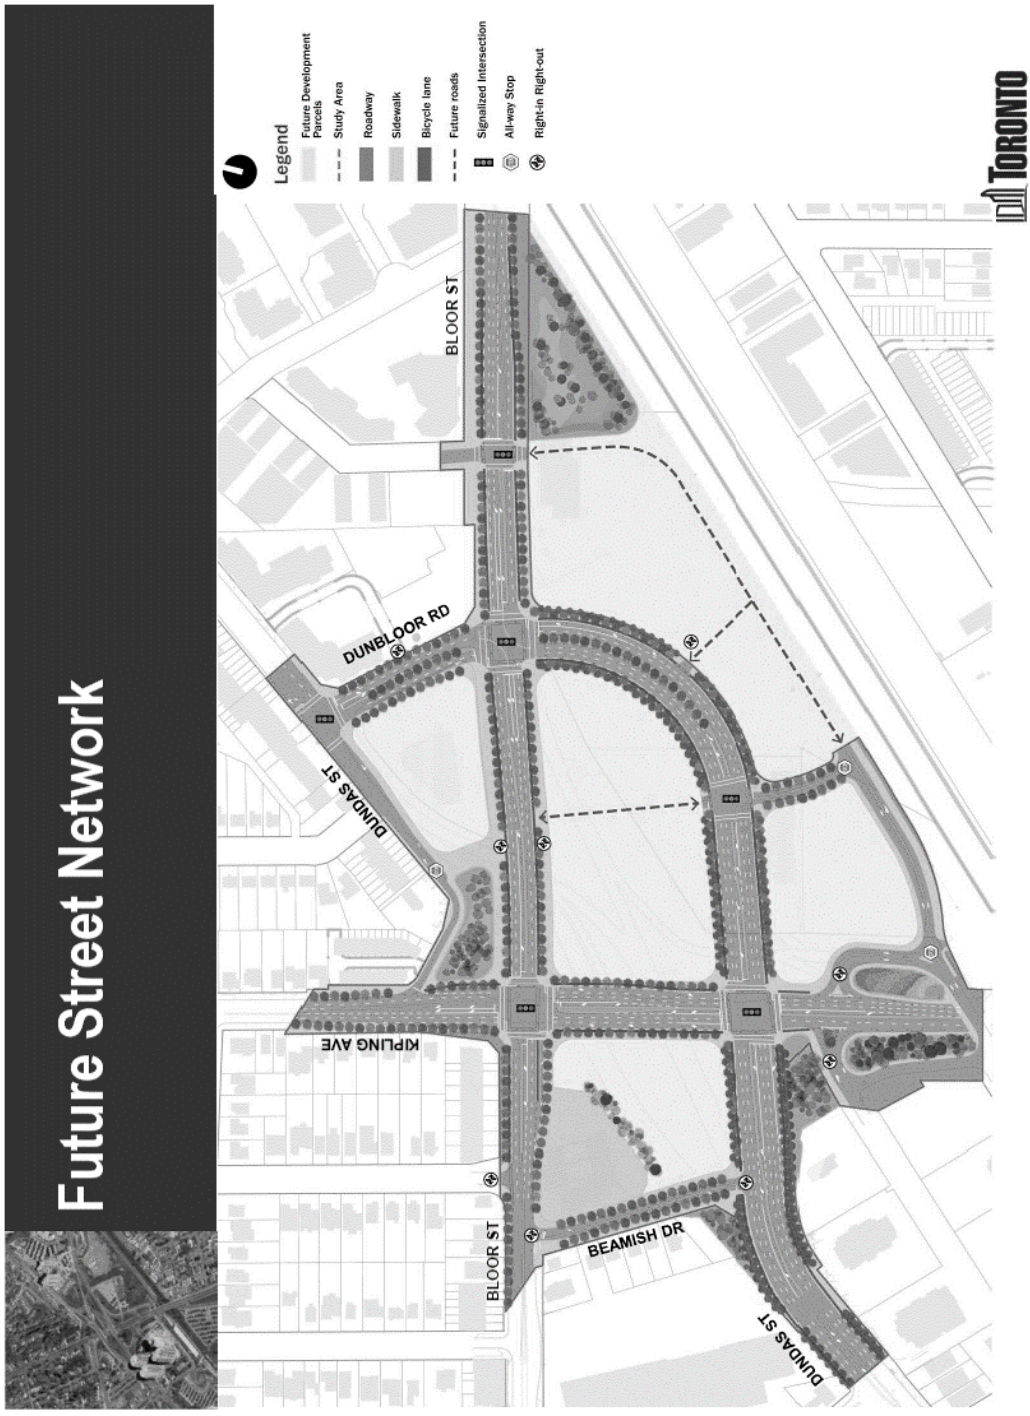 Future Street Network
Legend
Future Development
Parcels
Study Area
Roadway
Sidewalk
Bicycle lane
Future roads
Signalized Intersection
All-way Stop
Right-in Right-out
TORONTO
BLOOR ST
DUNBLOOR RD
DUNDAS ST
KIPLING AVE
BLOOR ST
BEAMISH DR
DUNDAS ST